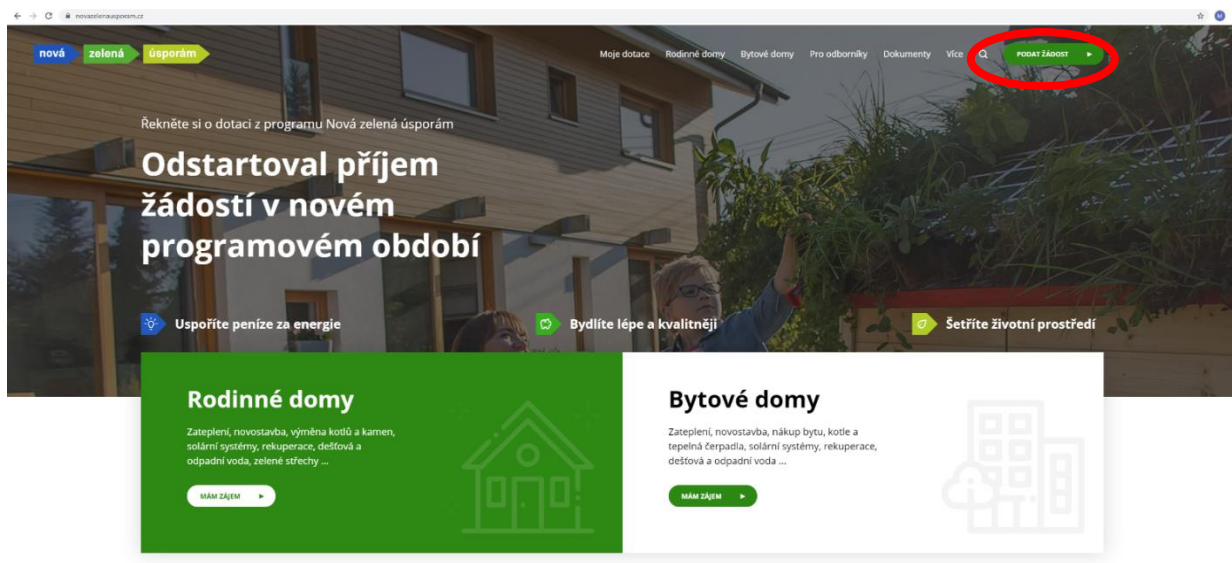 novazelenausporam.cz
nová zelená úsporám
Moje dotace Rodinné domy Bytové domy Pro odborníky Dokumenty Více PODAT ŽÁDOST
Řekněte si o dotaci z programu Nová zelená úsporám
Odstartoval příjem
žádostí v novém
programovém období
Uspoříte peníze za energie Bydlíte lépe a kvalitněji Šetříte životní prostředí
Rodinné domy
Zateplení, novostavba, výměna kotlů a kamen,
solární systémy, rekuperace, dešťová a
odpadní voda, zelené střechy ...
MÁM ZÁJEM
Bytové domy
Zateplení, novostavba, nákup bytu, kotle a
tepelná čerpadla, solární systémy, rekuperace,
dešťová a odpadní voda ...
MÁM ZÁJEM